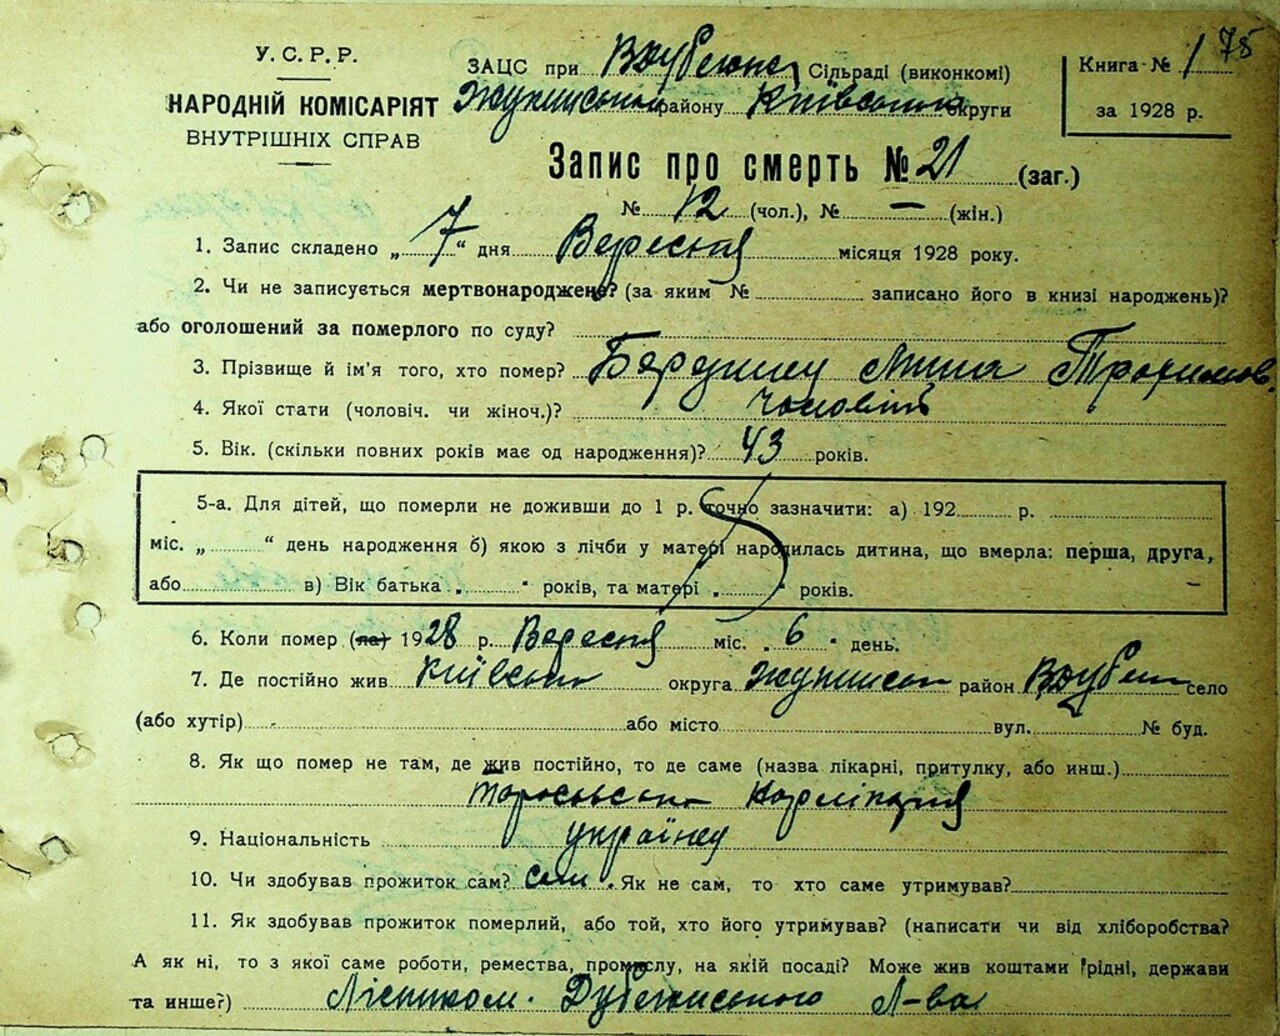 У.С.Р.Р.
НАРОДНІЙ КОМІСАРІЯТ
ВНУТРІШНІХ СПРАВ
ЗАЦС при Сільраді (виконкомі)
району Київської округи
Книга № 1 75
за 1928 р.
Запис про смерть № 21 (заг.)
№ 12 (чол.), № — (жін.)
1. Запис складено „ 7 “ дня Вересня місяця 1928 року.
2. Чи не записується мертвонароджене? (за яким № записано його в книзі народжень)?
або оголошений за померлого по суду?
3. Прізвище й ім'я того, хто помер? Трофимов.
4. Якої стати (чоловіч. чи жіноч.)? чоловіч
5. Вік. (скільки повних років має од народження)? 43 років.
5-а. Для дітей, що померли не доживши до 1 р. точно зазначити: а) 192 р.
міс. „ “ день народження б) якою з лічби у матері народилась дитина, що вмерла: перша, друга,
або в) Вік батька „ “ років, та матері „ “ років.
6. Коли помер (ла) 1928 р. Вересня міс. „ 6 “ день.
7. Де постійно жив Київська округа район село
(або хутір) або місто вул. № буд.
8. Як що помер не там, де жив постійно, то де саме (назва лікарні, притулку, або инш.)
9. Національність українец
10. Чи здобував прожиток сам? сам. Як не сам, то хто саме утримував?
11. Як здобував прожиток померлий, або той, хто його утримував? (написати чи від хліборобства?
А як ні, то з якої саме роботи, ремества, промислу, на якій посаді? Може жив коштами рідні, держави
та инше?) Лісником. Л-ва